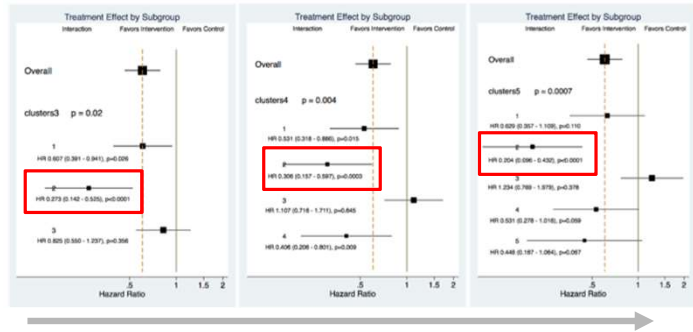 Treatment Effect by Subgroup
Interaction Favors Intervention Favors Control
Overall
clusters3 p = 0.02
1
HR 0.607 (0.391 - 0.941), p=0.026
2
HR 0.273 (0.142 - 0.525), p<0.0001
3
HR 0.825 (0.550 - 1.237), p=0.356
.5 1 1.5 2
Hazard Ratio
Treatment Effect by Subgroup
Interaction Favors Intervention Favors Control
Overall
clusters4 p = 0.004
1
HR 0.531 (0.318 - 0.886), p=0.015
2
HR 0.306 (0.157 - 0.597), p=0.0003
3
HR 1.107 (0.716 - 1.711), p=0.645
4
HR 0.406 (0.206 - 0.801), p=0.009
.5 1 1.5 2
Hazard Ratio
Treatment Effect by Subgroup
Interaction Favors Intervention Favors Control
Overall
clusters5 p = 0.0007
1
HR 0.629 (0.357 - 1.109), p=0.110
2
HR 0.204 (0.096 - 0.432), p<0.0001
3
HR 1.234 (0.769 - 1.979), p=0.378
4
HR 0.531 (0.278 - 1.016), p=0.059
5
HR 0.446 (0.187 - 1.064), p=0.067
.5 1 1.5 2
Hazard Ratio